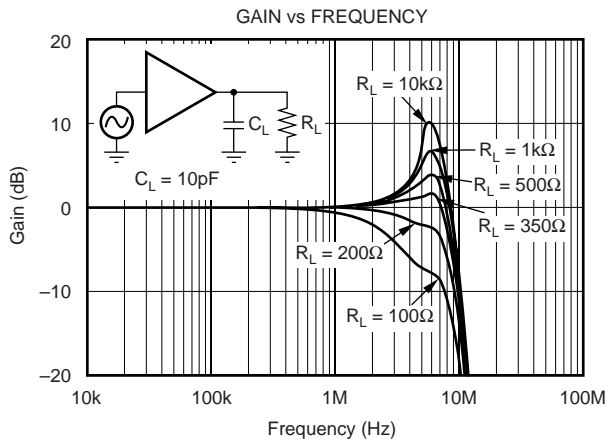 GAIN vs FREQUENCY
20
10
0
–10
–20
Gain (dB)
C_L
R_L
C_L = 10pF
R_L = 10kΩ
R_L = 1kΩ
R_L = 500Ω
R_L = 350Ω
R_L = 200Ω
R_L = 100Ω
10k
100k
1M
10M
100M
Frequency (Hz)